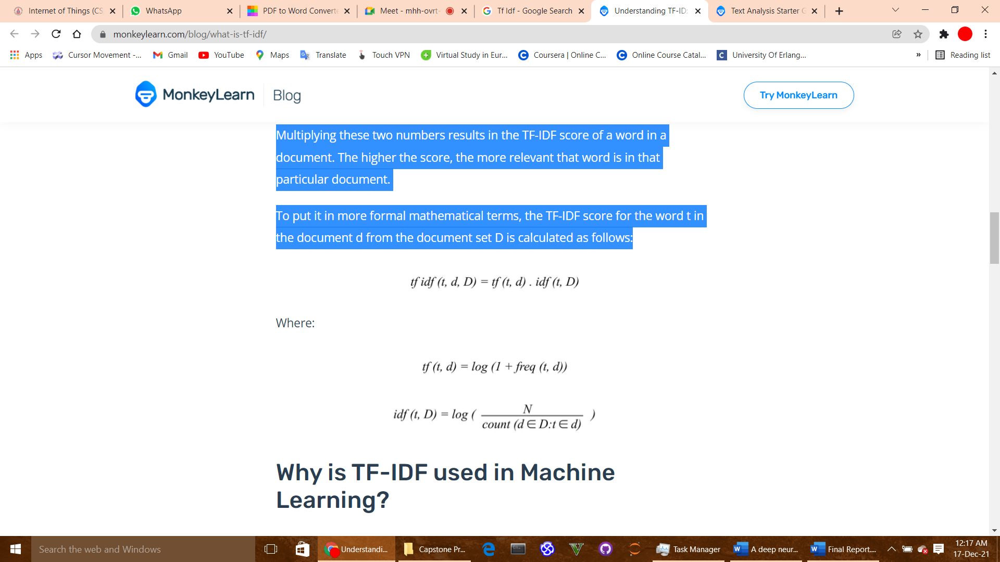 Internet of Things (CS
WhatsApp
PDF to Word Converte
Meet - mhh-ovrt-
Tf Idf - Google Search
Understanding TF-ID
Text Analysis Starter G
monkeylearn.com/blog/what-is-tf-idf/
Apps
Cursor Movement -...
Gmail
YouTube
Maps
Translate
Touch VPN
Virtual Study in Eur...
Coursera | Online C...
Online Course Catal...
University Of Erlang...
»
Reading list
MonkeyLearn
Blog
Try MonkeyLearn
Multiplying these two numbers results in the TF-IDF score of a word in a
document. The higher the score, the more relevant that word is in that
particular document.
To put it in more formal mathematical terms, the TF-IDF score for the word t in
the document d from the document set D is calculated as follows:
tf idf (t, d, D) = tf (t, d) . idf (t, D)
Where:
tf (t, d) = log (1 + freq (t, d))
idf (t, D) = log ( N / count (d ∈ D:t ∈ d) )
Why is TF-IDF used in Machine
Learning?
Search the web and Windows
Understandi...
Capstone Pr...
Task Manager
A deep neur...
Final Report....
12:17 AM
17-Dec-21